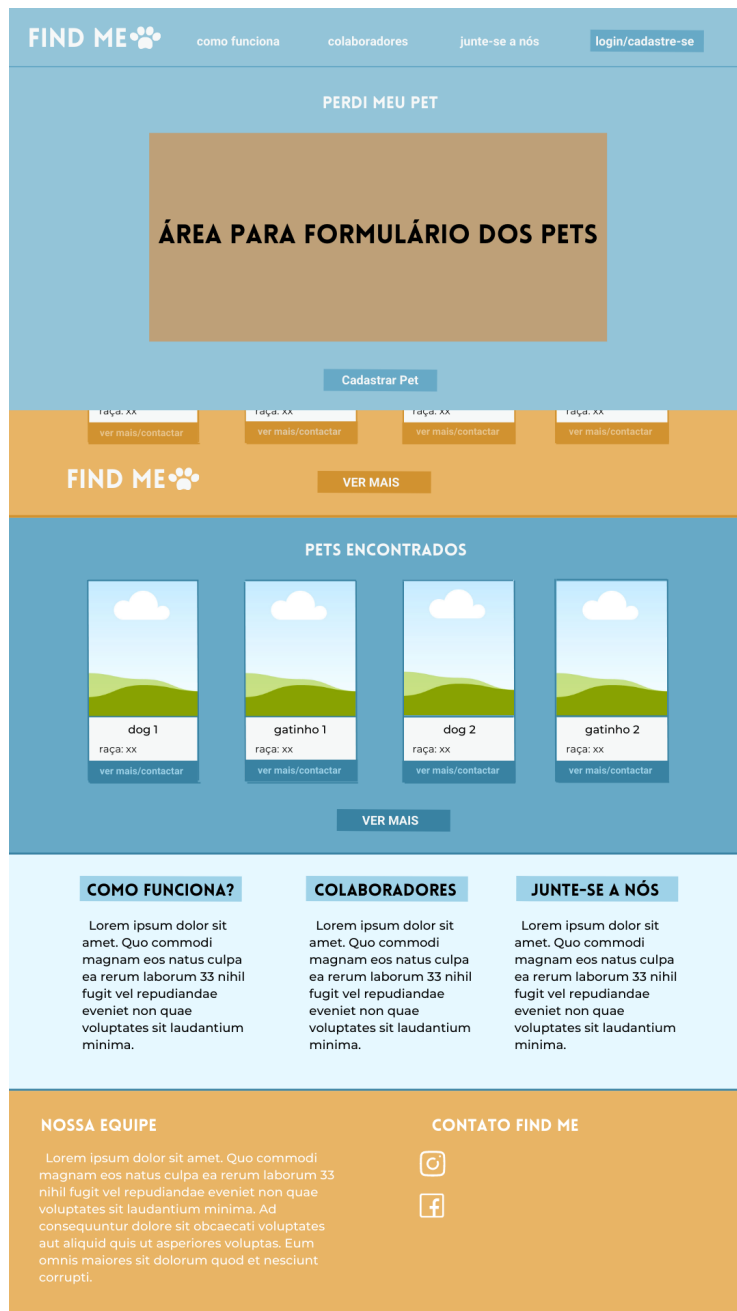 FIND ME
como funciona
colaboradores
junte-se a nós
login/cadastre-se
PERDI MEU PET
ÁREA PARA FORMULÁRIO DOS PETS
Cadastrar Pet
raça: xx
raça: xx
raça: xx
raça: xx
ver mais/contactar
ver mais/contactar
ver mais/contactar
ver mais/contactar
FIND ME
VER MAIS
PETS ENCONTRADOS
dog 1
raça: xx
ver mais/contactar
gatinho 1
raça: xx
ver mais/contactar
dog 2
raça: xx
ver mais/contactar
gatinho 2
raça: xx
ver mais/contactar
VER MAIS
COMO FUNCIONA?
Lorem ipsum dolor sit
amet. Quo commodi
magnam eos natus culpa
ea rerum laborum 33 nihil
fugit vel repudiandae
eveniet non quae
voluptates sit laudantium
minima.
COLABORADORES
Lorem ipsum dolor sit
amet. Quo commodi
magnam eos natus culpa
ea rerum laborum 33 nihil
fugit vel repudiandae
eveniet non quae
voluptates sit laudantium
minima.
JUNTE-SE A NÓS
Lorem ipsum dolor sit
amet. Quo commodi
magnam eos natus culpa
ea rerum laborum 33 nihil
fugit vel repudiandae
eveniet non quae
voluptates sit laudantium
minima.
NOSSA EQUIPE
Lorem ipsum dolor sit amet. Quo commodi
magnam eos natus culpa ea rerum laborum 33
nihil fugit vel repudiandae eveniet non quae
voluptates sit laudantium minima. Ad
consequuntur dolore sit obcaecati voluptates
aut aliquid quis ut asperiores voluptas. Eum
omnis maiores sit dolorum quod et nesciunt
corrupti.
CONTATO FIND ME